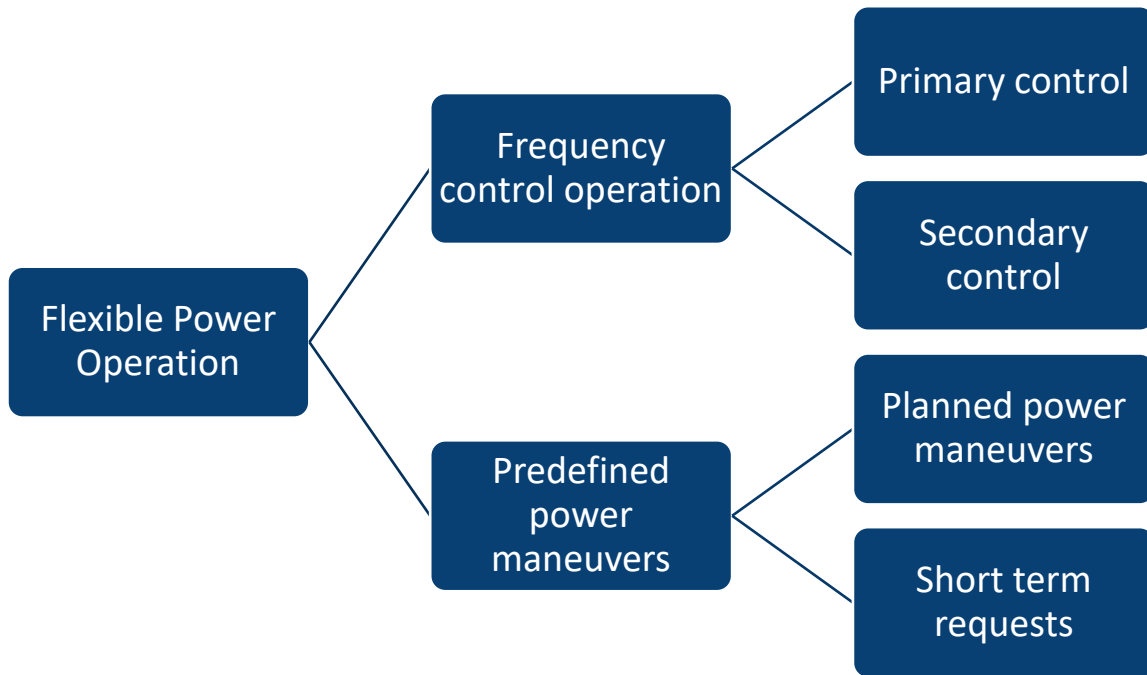 Flexible Power
Operation
Frequency
control operation
Predefined
power
maneuvers
Primary control
Secondary
control
Planned power
maneuvers
Short term
requests